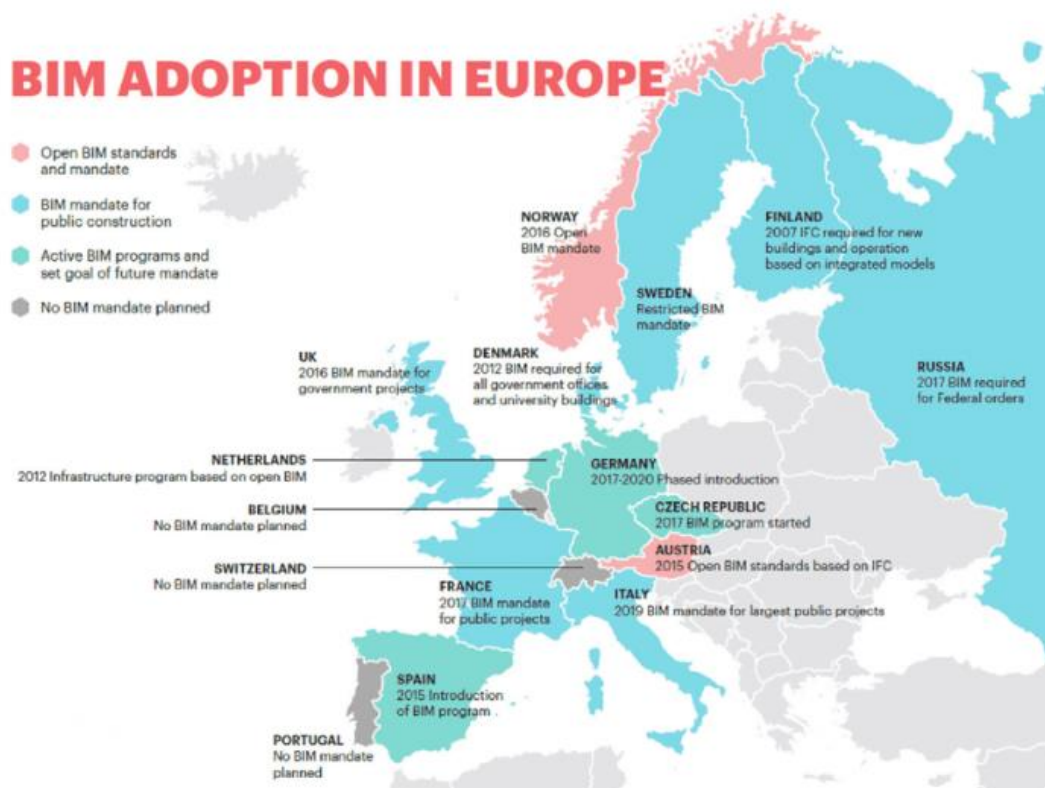 BIM ADOPTION IN EUROPE
Open BIM standards
and mandate
BIM mandate for
public construction
Active BIM programs and
set goal of future mandate
No BIM mandate planned
NORWAY
2016 Open
BIM mandate
FINLAND
2007 IFC required for new
buildings and operation
based on integrated models
SWEDEN
Restricted BIM
mandate
UK
2016 BIM mandate for
government projects
DENMARK
2012 BIM required for
all government offices
and university buildings
RUSSIA
2017 BIM required
for Federal orders
NETHERLANDS
2012 Infrastructure program based on open BIM
GERMANY
2017-2020 Phased introduction
BELGIUM
No BIM mandate planned
CZECH REPUBLIC
2017 BIM program started
SWITZERLAND
No BIM mandate planned
AUSTRIA
2015 Open BIM standards based on IFC
FRANCE
2017 BIM mandate
for public projects
ITALY
2019 BIM mandate for largest public projects
SPAIN
2015 Introduction
of BIM program
PORTUGAL
No BIM mandate
planned